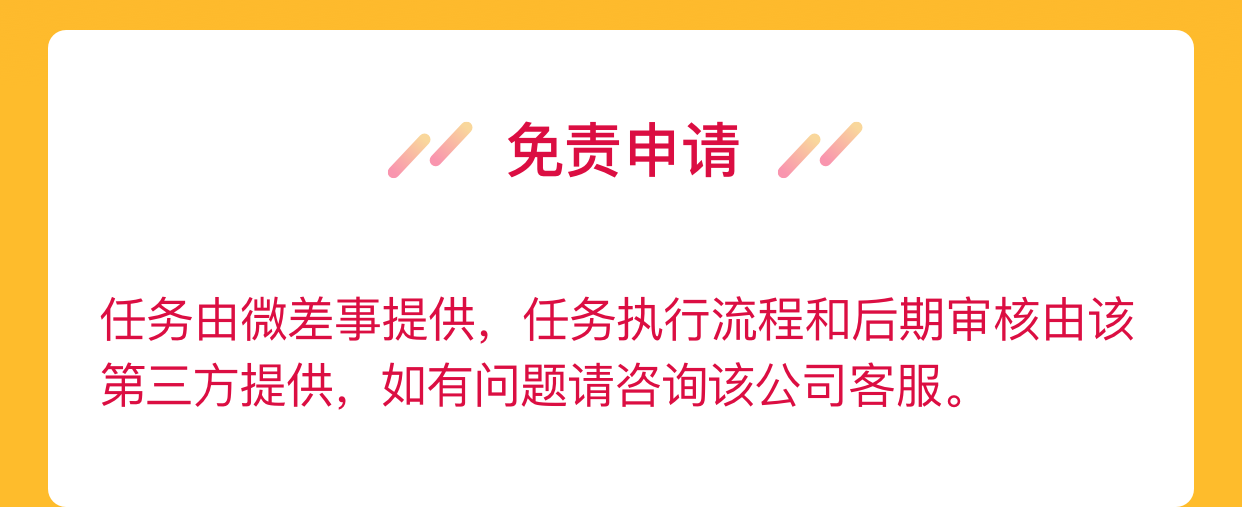 免责申请
任务由微差事提供，任务执行流程和后期审核由该
第三方提供，如有问题请咨询该公司客服。